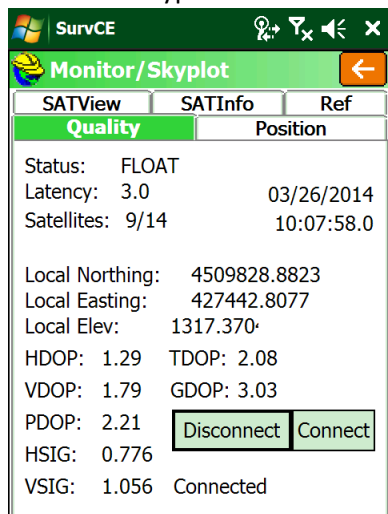 SurvCE
Monitor/Skyplot
SATView SATInfo Ref
Quality Position
Status: FLOAT
Latency: 3.0 03/26/2014
Satellites: 9/14 10:07:58.0
Local Northing: 4509828.8823
Local Easting: 427442.8077
Local Elev: 1317.370
HDOP: 1.29 TDOP: 2.08
VDOP: 1.79 GDOP: 3.03
PDOP: 2.21 Disconnect Connect
HSIG: 0.776
VSIG: 1.056 Connected